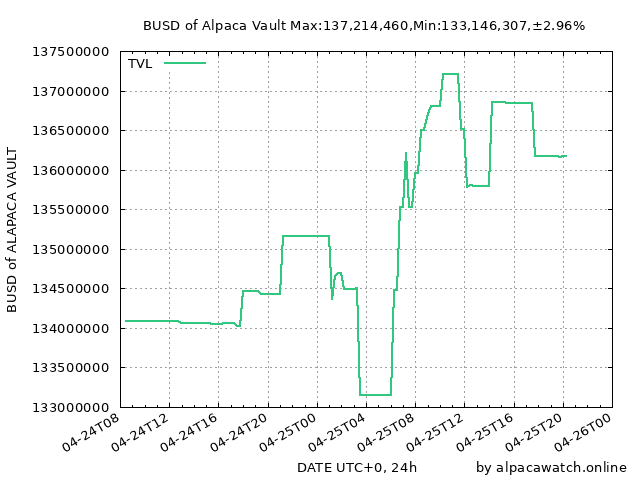 BUSD of Alpaca Vault Max:137,214,460,Min:133,146,307,±2.96%
TVL
137500000
137000000
136500000
136000000
135500000
135000000
134500000
134000000
133500000
133000000
BUSD of ALAPACA VAULT
04-24T08
04-24T12
04-24T16
04-24T20
04-25T00
04-25T04
04-25T08
04-25T12
04-25T16
04-25T20
04-26T00
DATE UTC+0, 24h
by alpacawatch.online